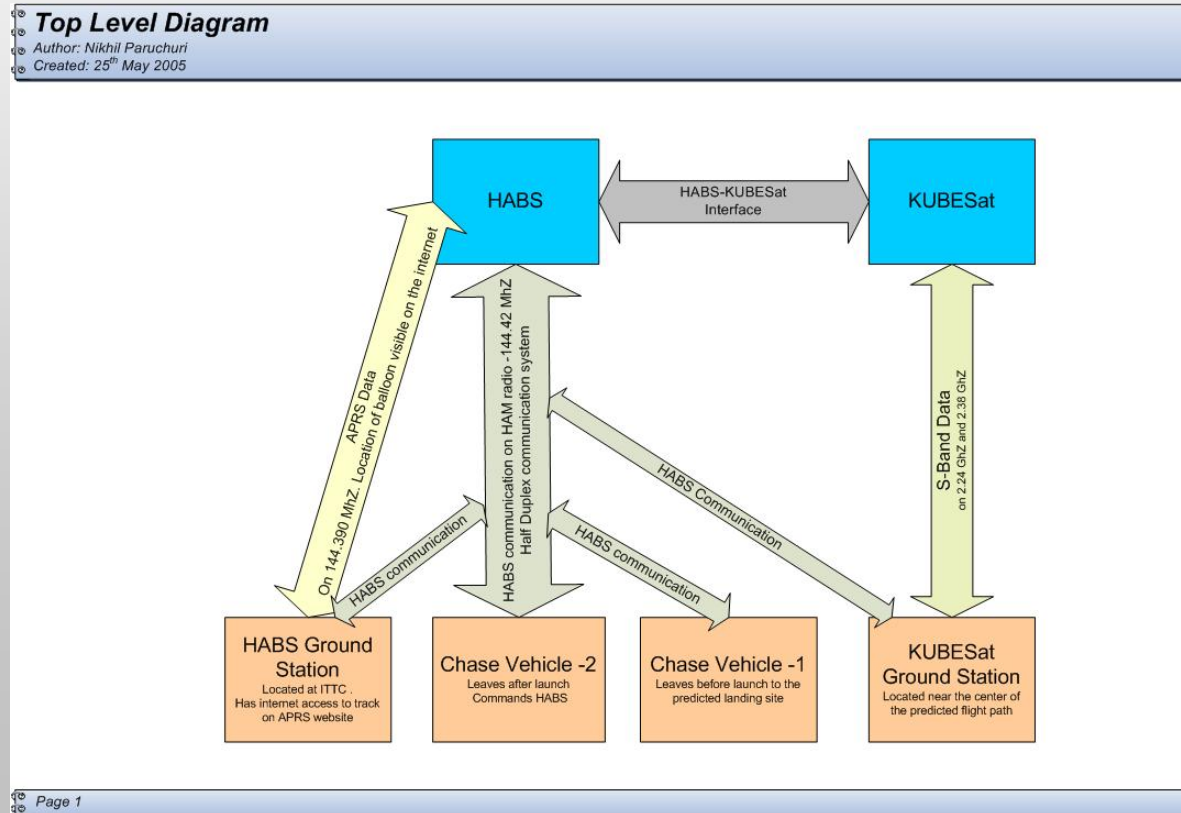 Top Level Diagram
Author: Nikhil Paruchuri
Created: 25th May 2005
HABS
HABS-KUBESat
Interface
KUBESat
APRS Data
On 144.390 MhZ. Location of balloon visible on the internet
HABS communication on HAM radio -144.42 MhZ
Half Duplex communication system
S-Band Data
on 2.24 GhZ and 2.38 GhZ
HABS communication
HABS communication
HABS Communication
HABS Ground
Station
Located at ITTC .
Has internet access to track
on APRS website
Chase Vehicle -2
Leaves after launch
Commands HABS
Chase Vehicle -1
Leaves before launch to the
predicted landing site
KUBESat
Ground Station
Located near the center of
the predicted flight path
Page 1